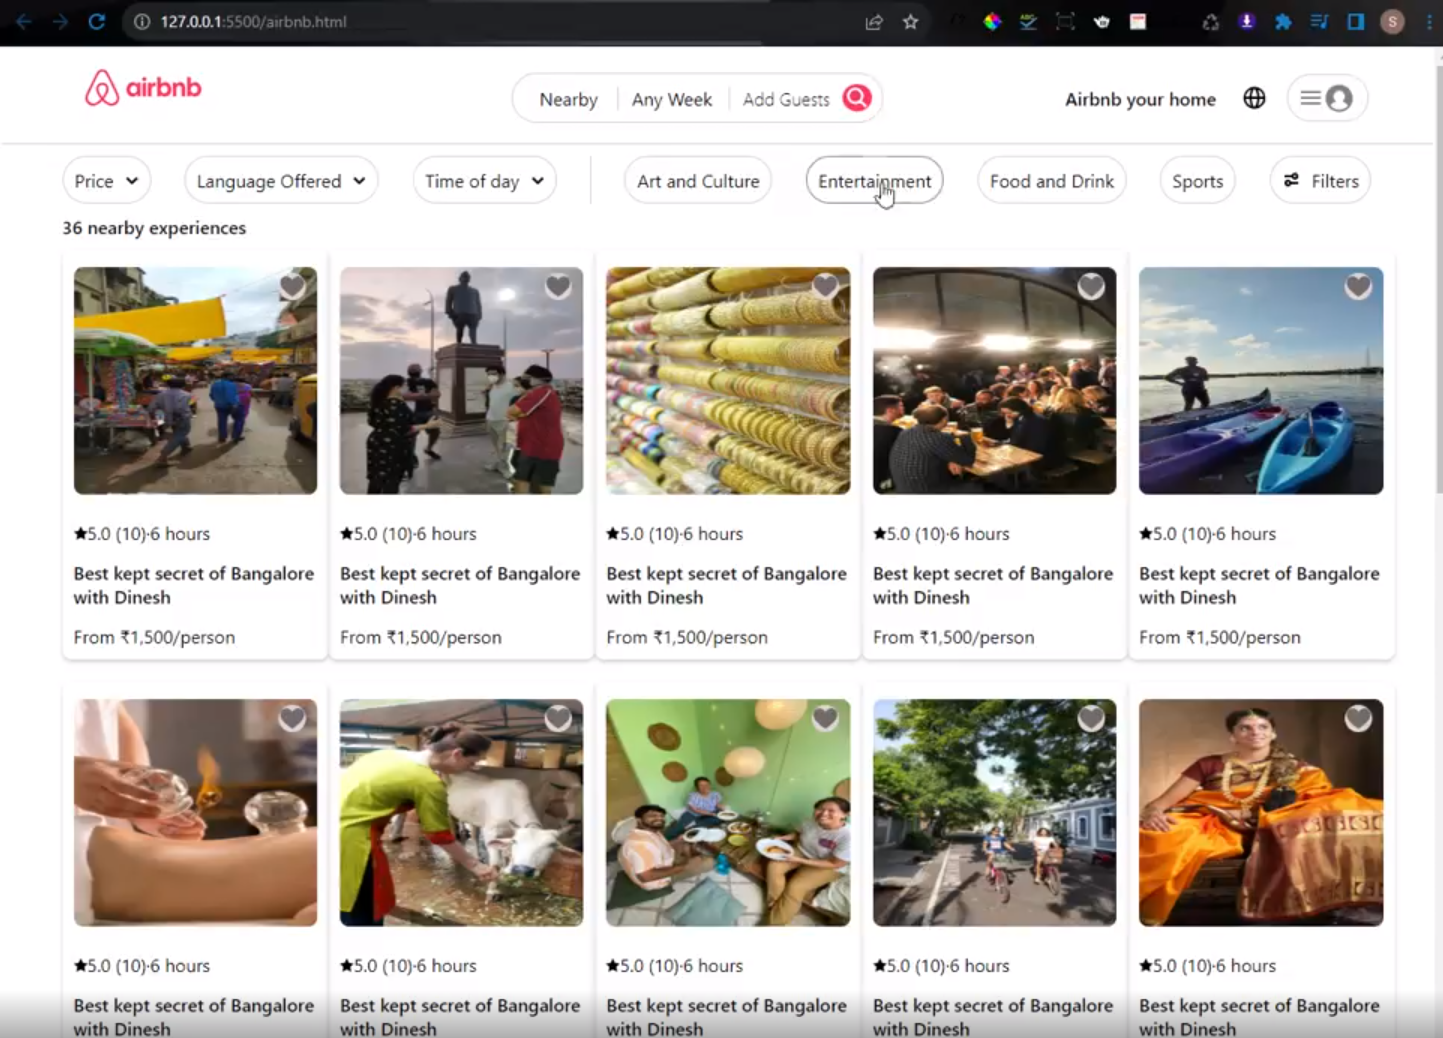 127.0.0.1:5500/airbnb.html
airbnb
Nearby
Any Week
Add Guests
Airbnb your home
Price
Language Offered
Time of day
Art and Culture
Entertainment
Food and Drink
Sports
Filters
36 nearby experiences
★5.0 (10)·6 hours
Best kept secret of Bangalore
with Dinesh
From ₹1,500/person
★5.0 (10)·6 hours
Best kept secret of Bangalore
with Dinesh
From ₹1,500/person
★5.0 (10)·6 hours
Best kept secret of Bangalore
with Dinesh
From ₹1,500/person
★5.0 (10)·6 hours
Best kept secret of Bangalore
with Dinesh
From ₹1,500/person
★5.0 (10)·6 hours
Best kept secret of Bangalore
with Dinesh
From ₹1,500/person
★5.0 (10)·6 hours
Best kept secret of Bangalore
with Dinesh
★5.0 (10)·6 hours
Best kept secret of Bangalore
with Dinesh
★5.0 (10)·6 hours
Best kept secret of Bangalore
with Dinesh
★5.0 (10)·6 hours
Best kept secret of Bangalore
with Dinesh
★5.0 (10)·6 hours
Best kept secret of Bangalore
with Dinesh